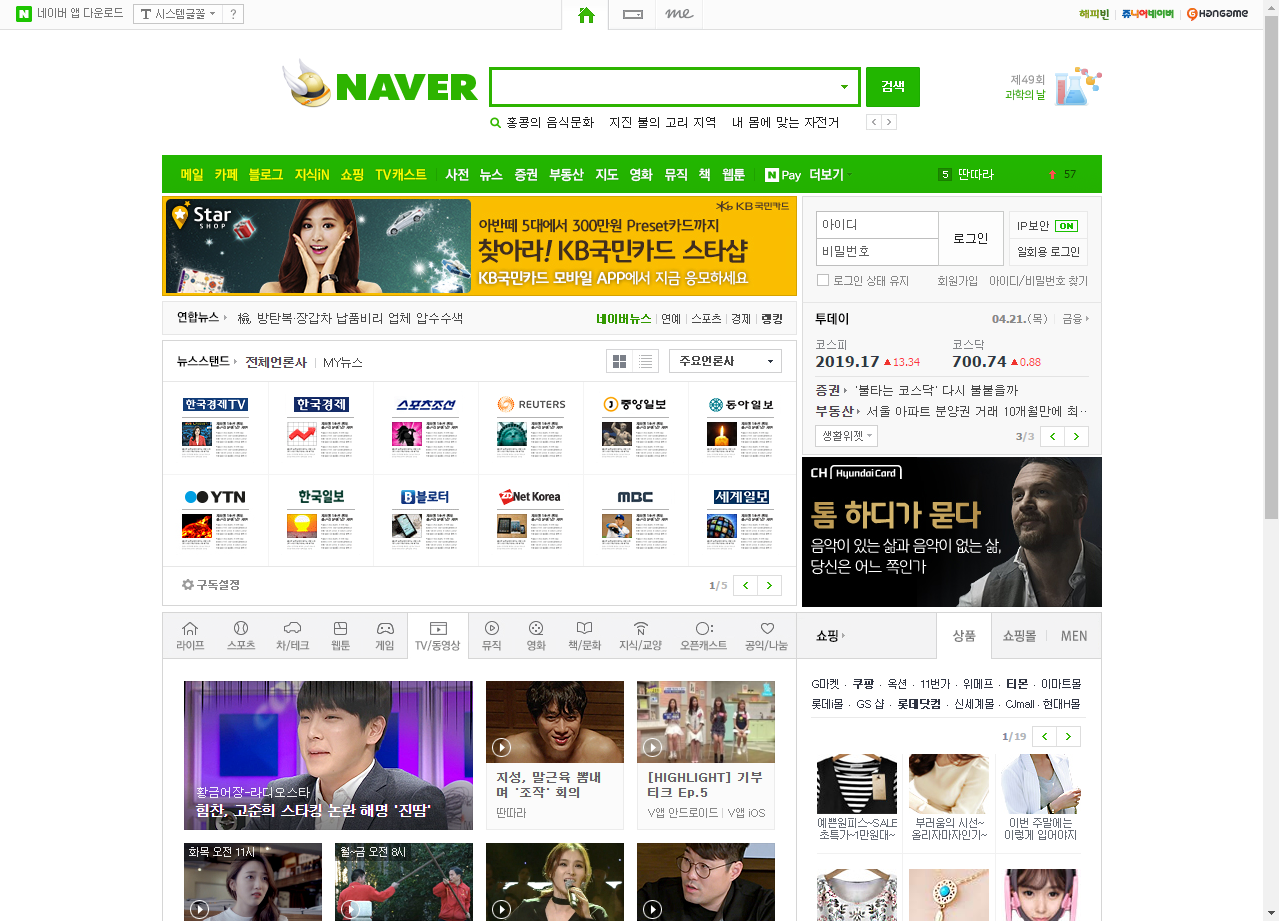 네이버 앱 다운로드
시스템글꼴
?
me
해피빈
쥬니어네이버
Hangame
NAVER
검색
제49회
과학의 날
홍콩의 음식문화 지진 불의 고리 지역 내 몸에 맞는 자전거
메일 카페 블로그 지식iN 쇼핑 TV캐스트 사전 뉴스 증권 부동산 지도 영화 뮤직 책 웹툰 N Pay 더보기
5 딴따라 57
Star
SHOP
KB국민카드
아반떼 5대에서 300만원 Preset카드까지
찾아라! KB국민카드 스타샵
KB국민카드 모바일 APP에서 지금 응모하세요
아이디
비밀번호
로그인
IP보안 ON
일회용 로그인
로그인 상태 유지
회원가입
아이디/비밀번호 찾기
연합뉴스
檢, 방탄복·장갑차 납품비리 업체 압수수색
네이버뉴스 연예 스포츠 경제 랭킹
투데이
04.21.(목) 금융
코스피
2019.17 13.34
코스닥
700.74 0.88
증권 '불타는 코스닥' 다시 불붙을까
부동산 서울 아파트 분양권 거래 10개월만에 최··
생활위젯
3/3
뉴스스탠드 전체언론사 MY뉴스
주요언론사
한국경제TV 한국경제 스포츠조선 REUTERS 중앙일보 동아일보
YTN 한국일보 블로터 ZDNet Korea MBC 세계일보
구독설정
1/5
CH HyundaiCard
톰 하디가 묻다
음악이 있는 삶과 음악이 없는 삶,
당신은 어느 쪽인가
라이프 스포츠 차/테크 웹툰 게임 TV/동영상 뮤직 영화 책/문화 지식/교양 오픈캐스트 공익/나눔
쇼핑 상품 쇼핑몰 MEN
황금어장-라디오스타
힘찬, 고준희 스타킹 논란 해명 '진땀'
지성, 말근육 뽐내
며 '조작' 회의
딴따라
[HIGHLIGHT] 기부
티크 Ep.5
V앱 안드로이드 V앱 iOS
화목 오전 11시
월~금 오전 8시
G마켓 · 쿠팡 · 옥션 · 11번가 · 위메프 · 티몬 · 이마트몰
롯데i몰 · GS 샵 · 롯데닷컴 · 신세계몰 · CJmall · 현대H몰
1/19
예쁜원피스~SALE
초특가~1만원대~
부러움의 시선~
올리자마자인기~
이번 주말에는
이렇게 입어야지